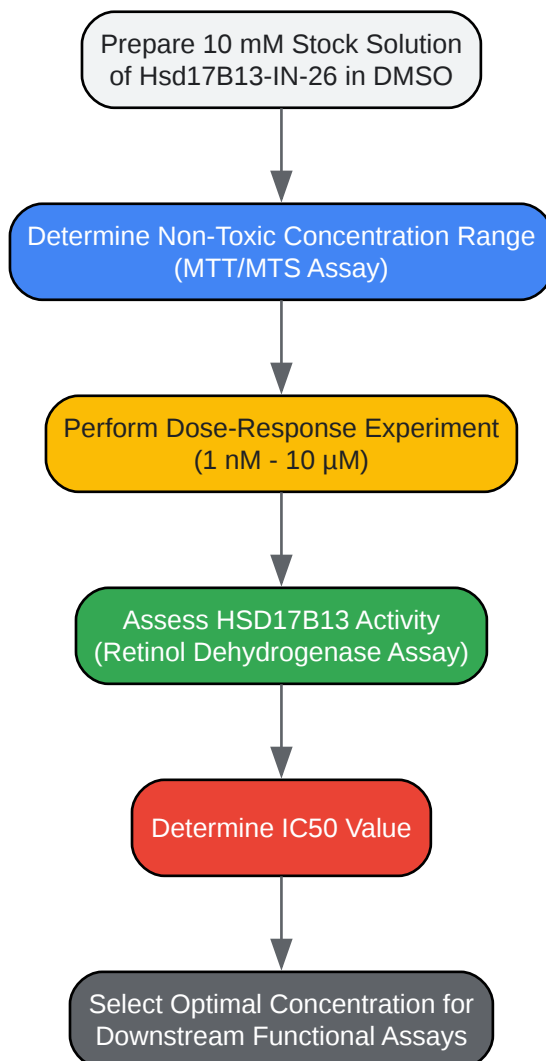 Prepare 10 mM Stock Solution
of Hsd17B13-IN-26 in DMSO
Determine Non-Toxic Concentration Range
(MTT/MTS Assay)
Perform Dose-Response Experiment
(1 nM - 10 µM)
Assess HSD17B13 Activity
(Retinol Dehydrogenase Assay)
Determine IC50 Value
Select Optimal Concentration for
Downstream Functional Assays